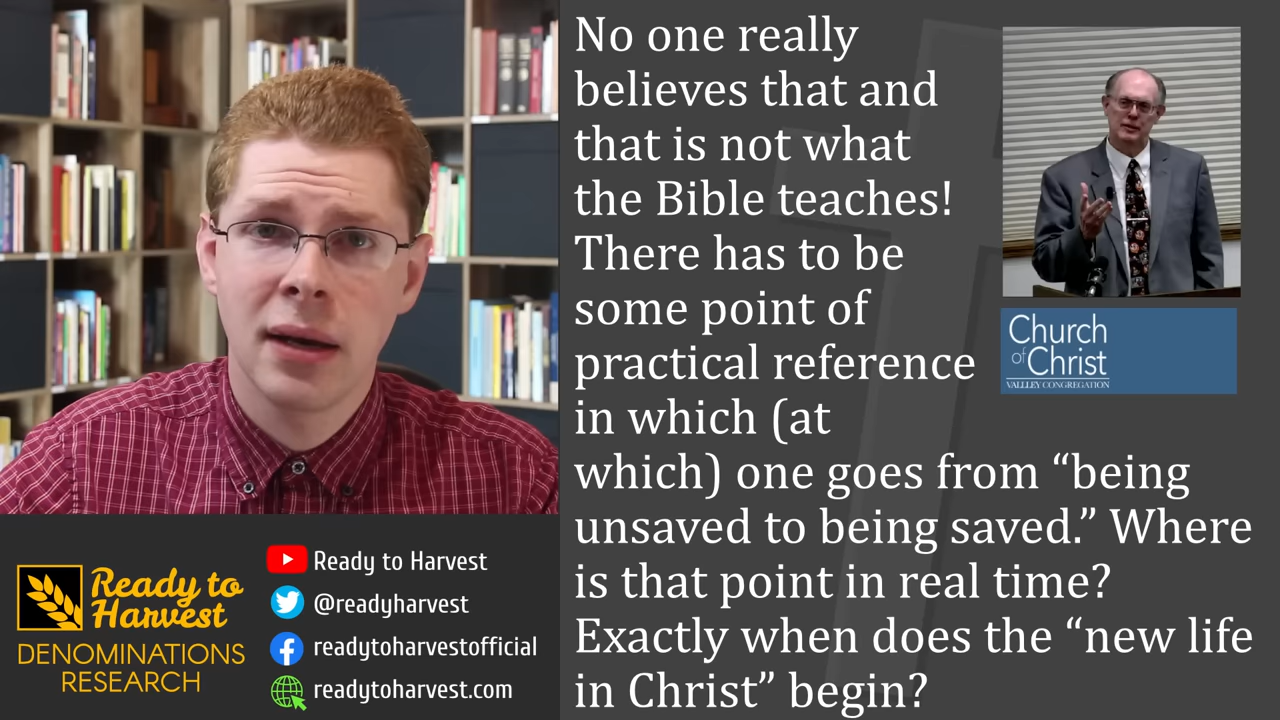 No one really
believes that and
that is not what
the Bible teaches!
There has to be
some point of
practical reference
in which (at
which) one goes from “being
unsaved to being saved.” Where
is that point in real time?
Exactly when does the “new life
in Christ” begin?
Church
of Christ
VALLEY CONGREGATION
Ready to
Harvest
DENOMINATIONS
RESEARCH
Ready to Harvest
@readyharvest
readytoharvestofficial
readytoharvest.com